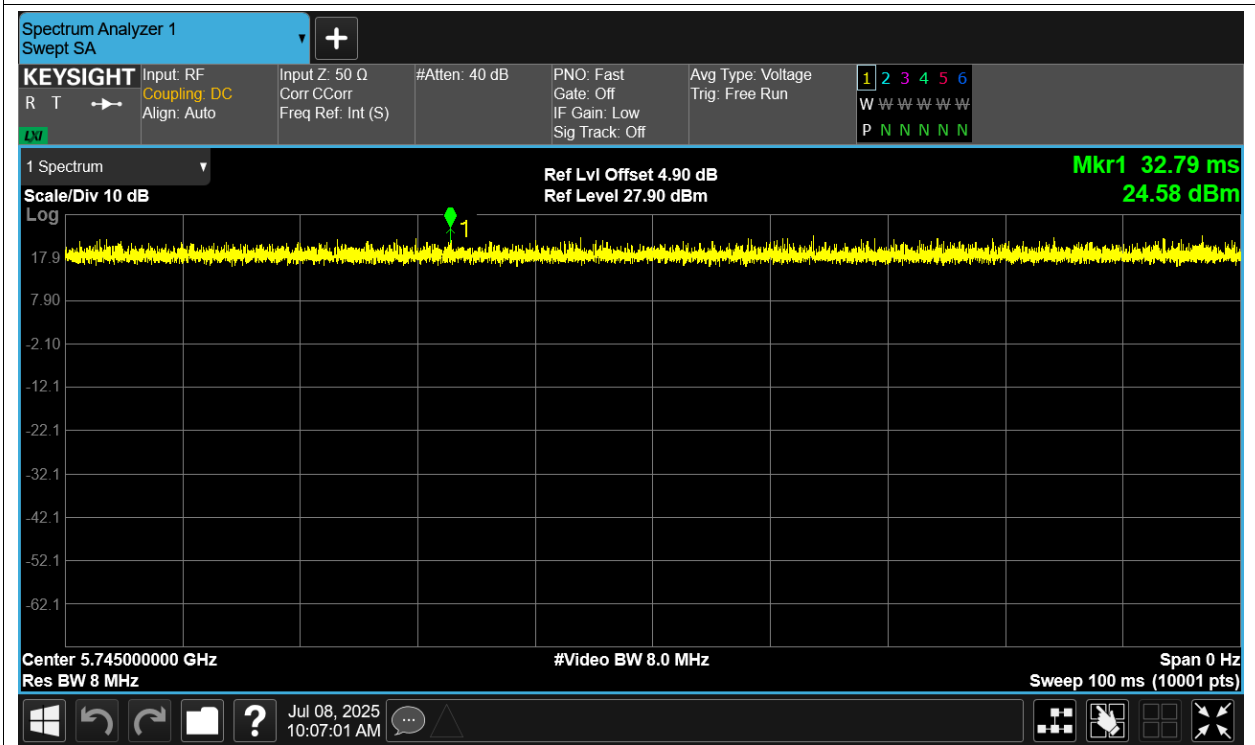 Spectrum Analyzer 1
Swept SA
KEYSIGHT
R T
LXI
Input: RF
Coupling: DC
Align: Auto
Input Z: 50 Ω
Corr CCorr
Freq Ref: Int (S)
#Atten: 40 dB
PNO: Fast
Gate: Off
IF Gain: Low
Sig Track: Off
Avg Type: Voltage
Trig: Free Run
1 2 3 4 5 6
W W W W W W
P N N N N N
1 Spectrum
Scale/Div 10 dB
Ref Lvl Offset 4.90 dB
Ref Level 27.90 dBm
Mkr1 32.79 ms
24.58 dBm
Log
1
17.9
7.90
-2.10
-12.1
-22.1
-32.1
-42.1
-52.1
-62.1
Center 5.745000000 GHz
#Video BW 8.0 MHz
Span 0 Hz
Res BW 8 MHz
Sweep 100 ms (10001 pts)
?
Jul 08, 2025
10:07:01 AM